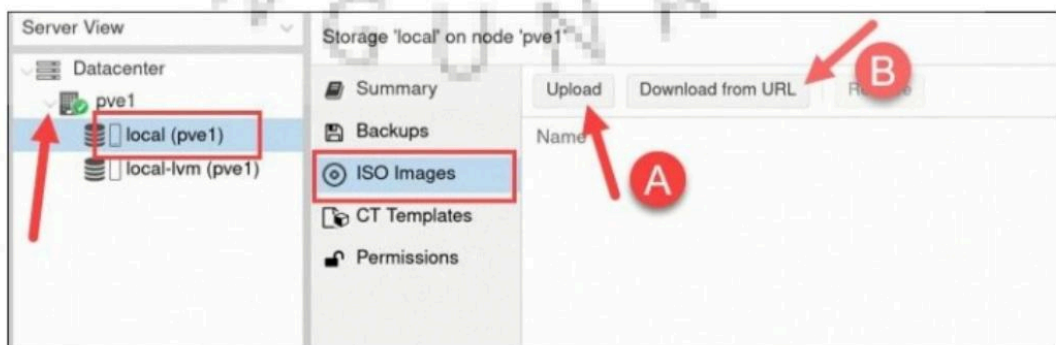 Server View
Storage 'local' on node 'pve1'
Datacenter
pve1
local (pve1)
local-lvm (pve1)
Summary
Backups
ISO Images
CT Templates
Permissions
Upload
Download from URL
B
Name
A